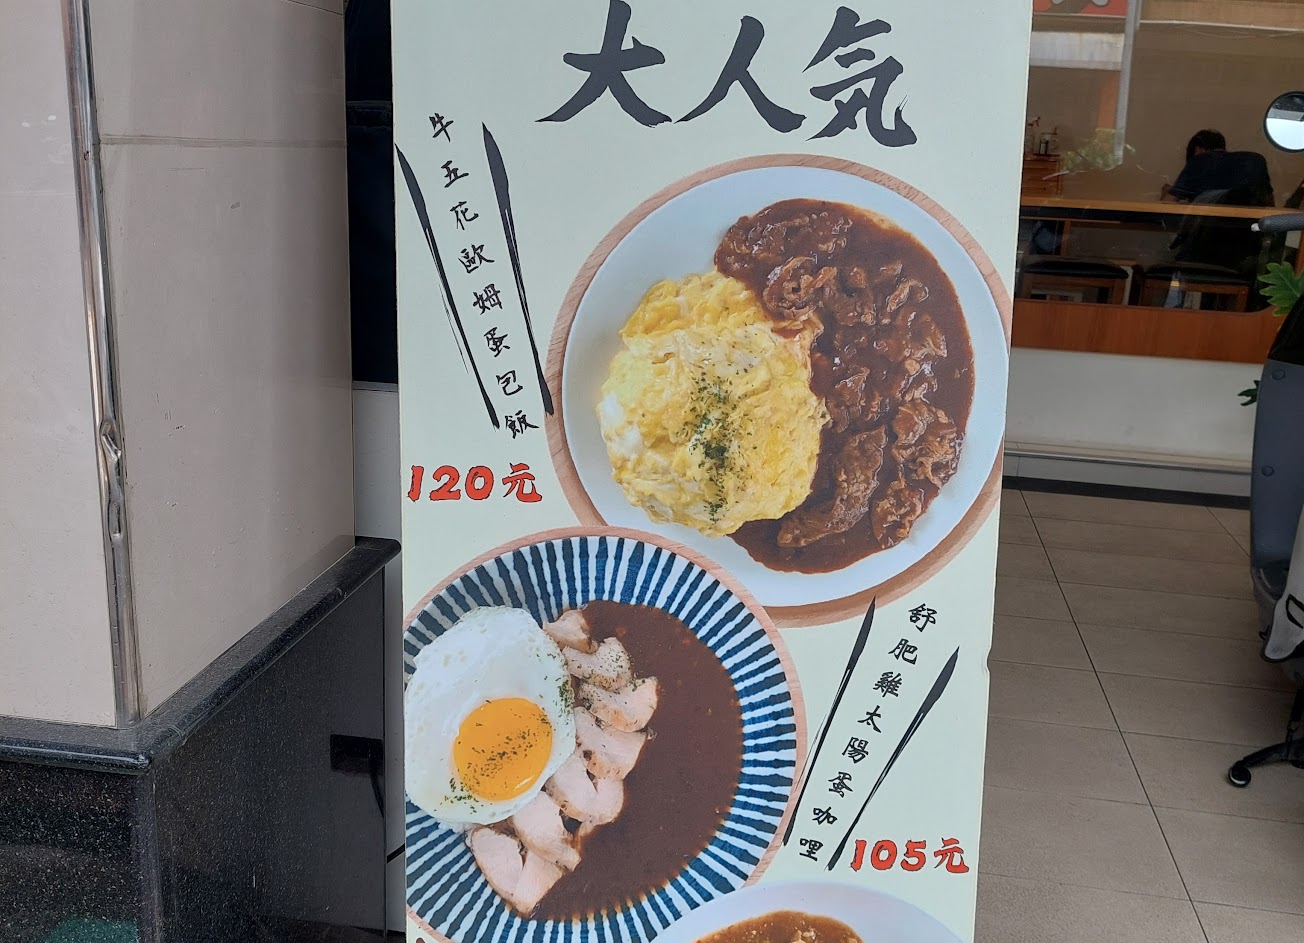 大人気
牛五花歐姆蛋包飯
120元
舒肥雞太陽蛋咖哩
105元